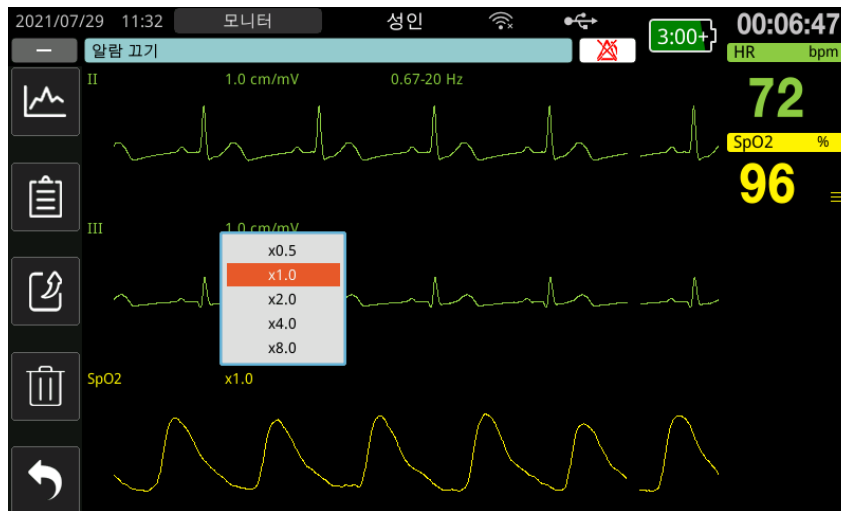 2021/07/29 11:32 모니터 성인 3:00+ 00:06:47
알람 끄기
HR bpm
II 1.0 cm/mV 0.67-20 Hz
72
SpO2 %
96
III 1.0 cm/mV
x0.5
x1.0
x2.0
x4.0
x8.0
SpO2 x1.0